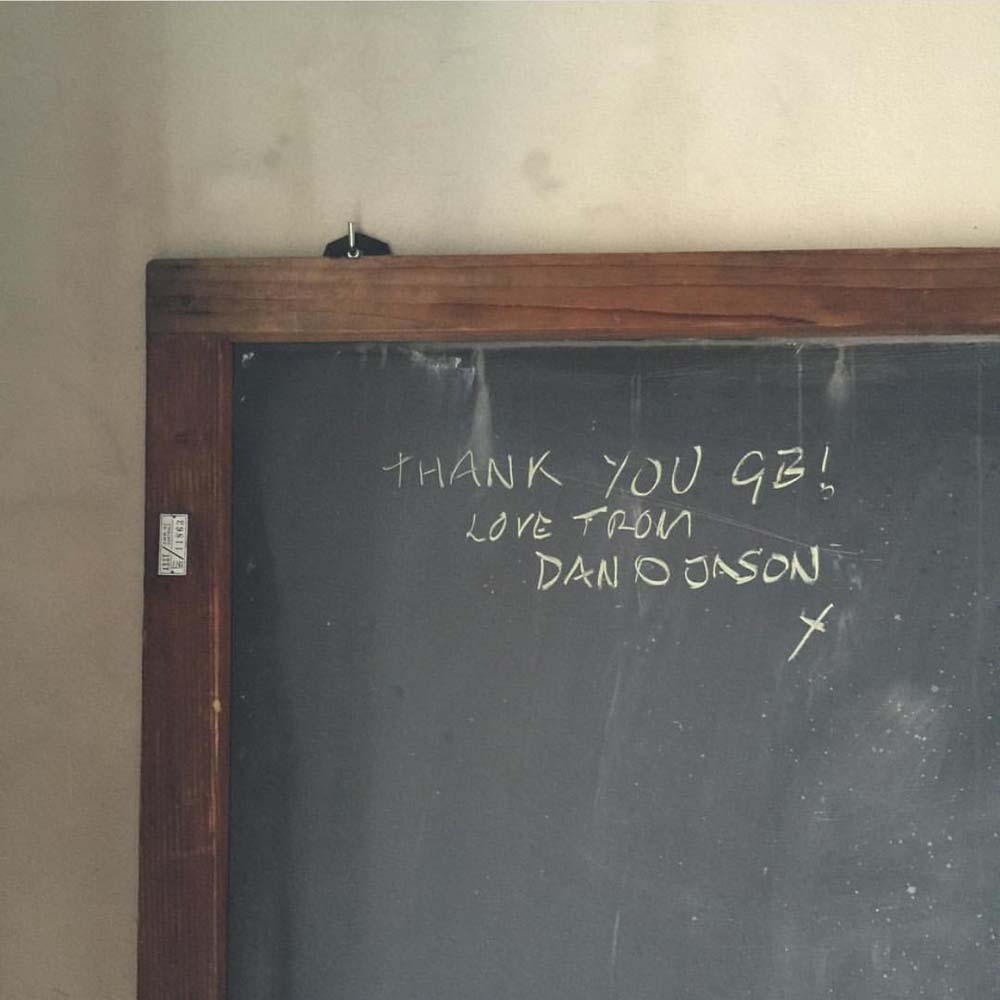 THANK YOU GB!
LOVE FROM
DAN & JASON
X